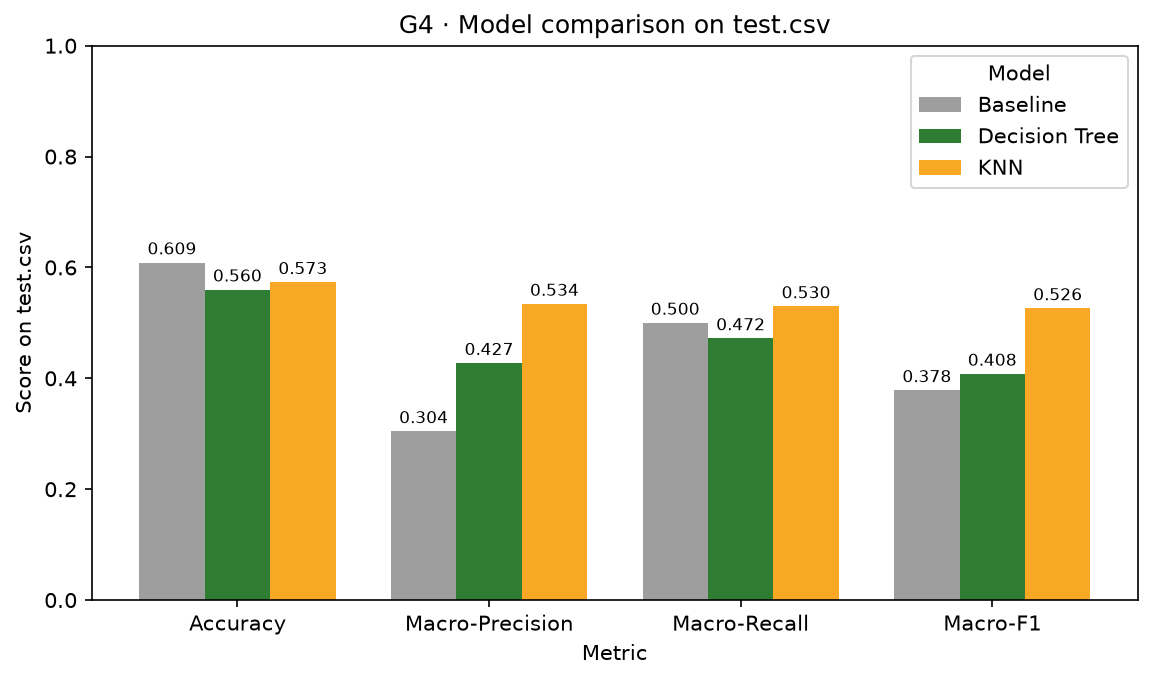 G4 · Model comparison on test.csv
Score on test.csv
1.0
0.8
0.6
0.4
0.2
0.0
Model
Baseline
Decision Tree
KNN
0.609
0.560
0.573
0.304
0.427
0.534
0.500
0.472
0.530
0.378
0.408
0.526
Accuracy
Macro-Precision
Macro-Recall
Macro-F1
Metric